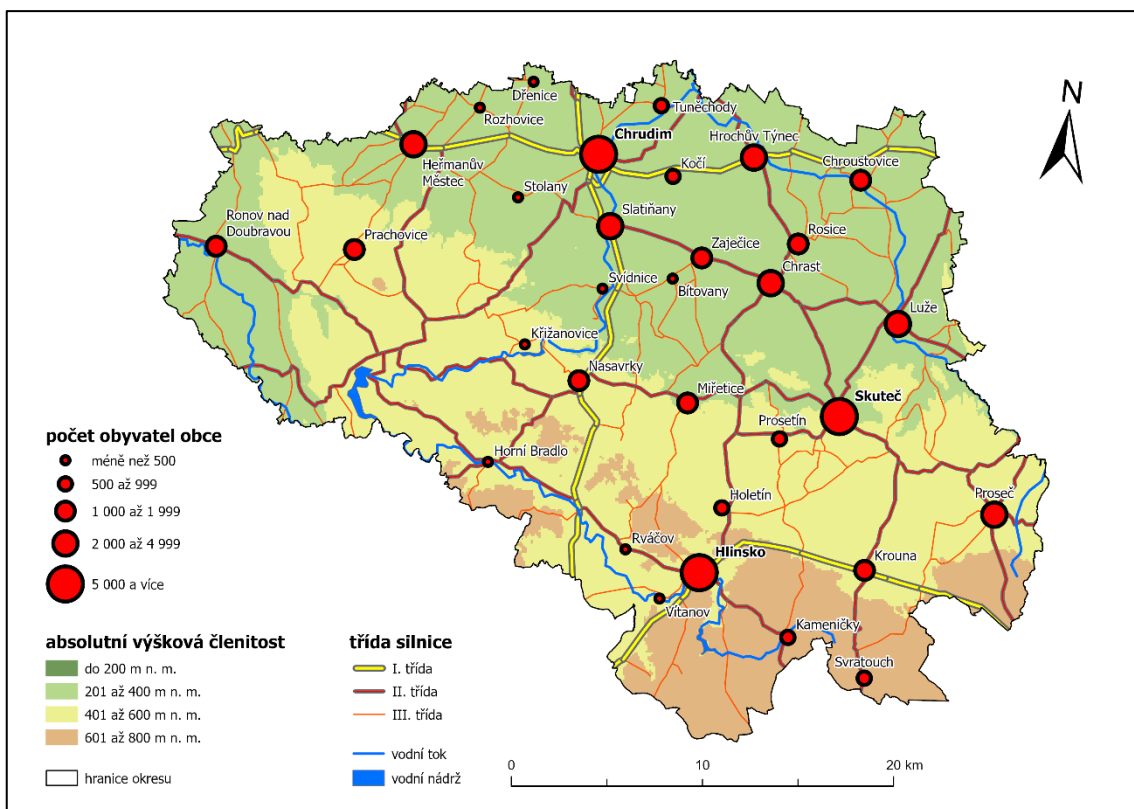 N
Dřenice
Rozhovice
Tuněchody
Chrudim
Hrochův Týnec
Heřmanův
Městec
Kočí
Chroustovice
Stolany
Slatiňany
Ronov nad
Doubravou
Prachovice
Zaječice
Rosice
Svídnice
Bítovany
Chrast
Luže
Křižanovice
Nasavrky
Miřetice
Skuteč
Prosetín
Horní Bradlo
Holetín
Proseč
Rváčov
Hlinsko
Krouna
Vítanov
Kameničky
Svratouch
počet obyvatel obce
méně než 500
500 až 999
1 000 až 1 999
2 000 až 4 999
5 000 a více
absolutní výšková členitost
do 200 m n. m.
201 až 400 m n. m.
401 až 600 m n. m.
601 až 800 m n. m.
hranice okresu
třída silnice
I. třída
II. třída
III. třída
vodní tok
vodní nádrž
0 10 20 km